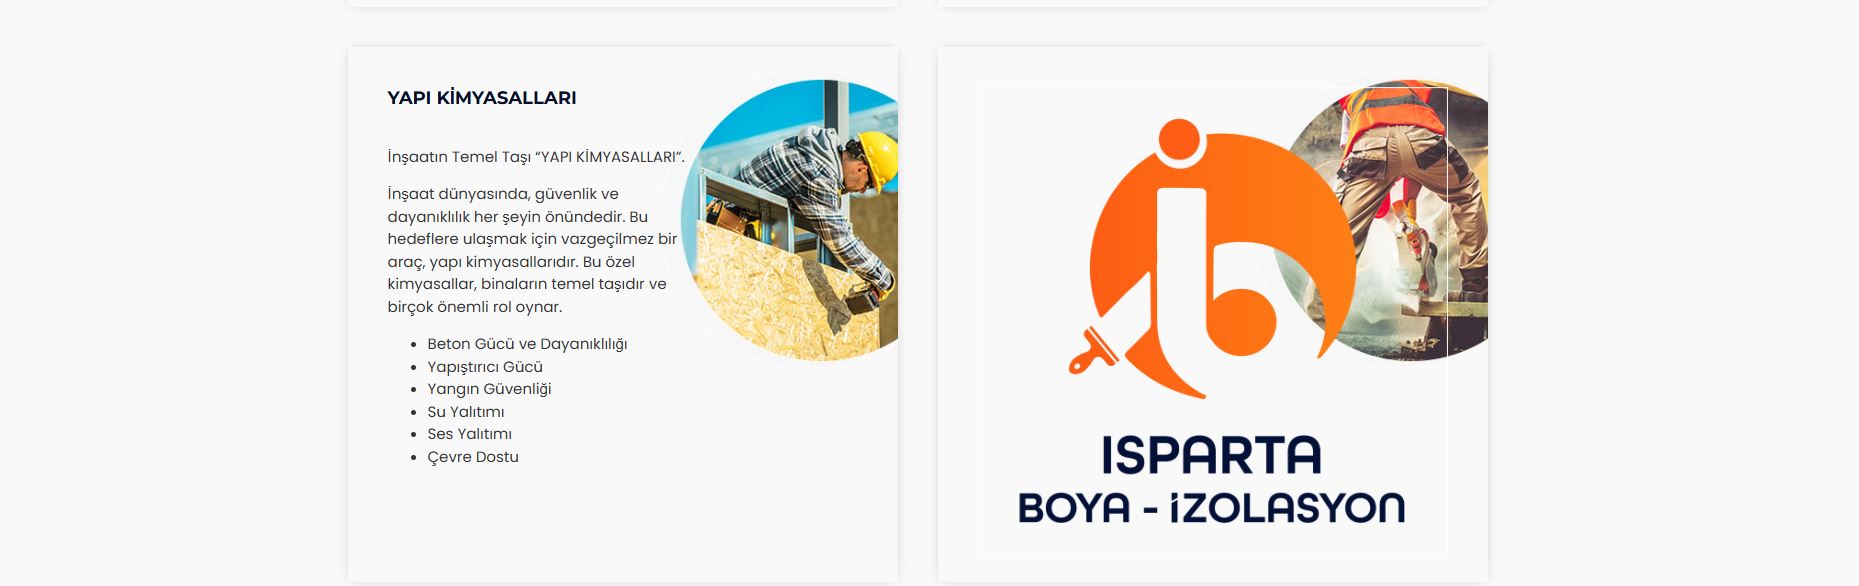 YAPI KİMYASALLARI
İnşaatın Temel Taşı “YAPI KİMYASALLARI”.
İnşaat dünyasında, güvenlik ve
dayanıklılık her şeyin önündedir. Bu
hedeflere ulaşmak için vazgeçilmez bir
araç, yapı kimyasallarıdır. Bu özel
kimyasallar, binaların temel taşıdır ve
birçok önemli rol oynar.
• Beton Gücü ve Dayanıklılığı
• Yapıştırıcı Gücü
• Yangın Güvenliği
• Su Yalıtımı
• Ses Yalıtımı
• Çevre Dostu
ISPARTA
BOYA - İZOLASYON